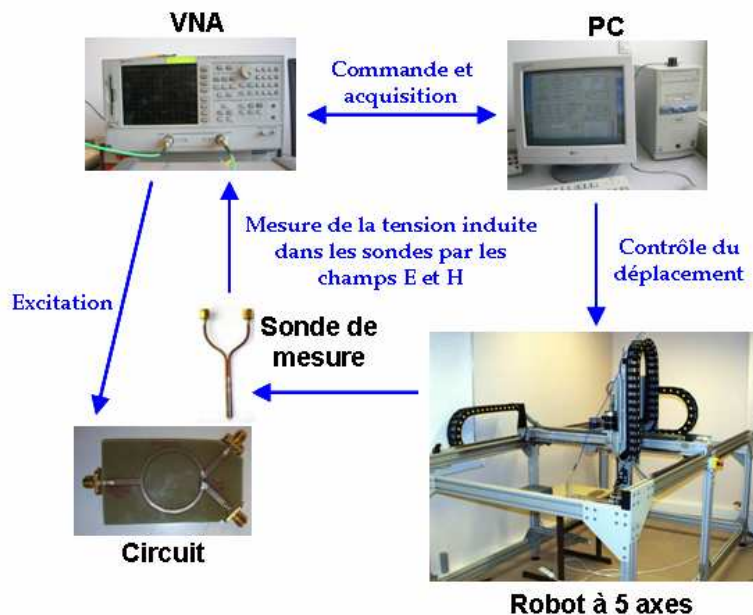 VNA
PC
Commande et
acquisition
Mesure de la tension induite
dans les sondes par les
champs E et H
Contrôle du
déplacement
Excitation
Sonde de
mesure
Circuit
Robot à 5 axes